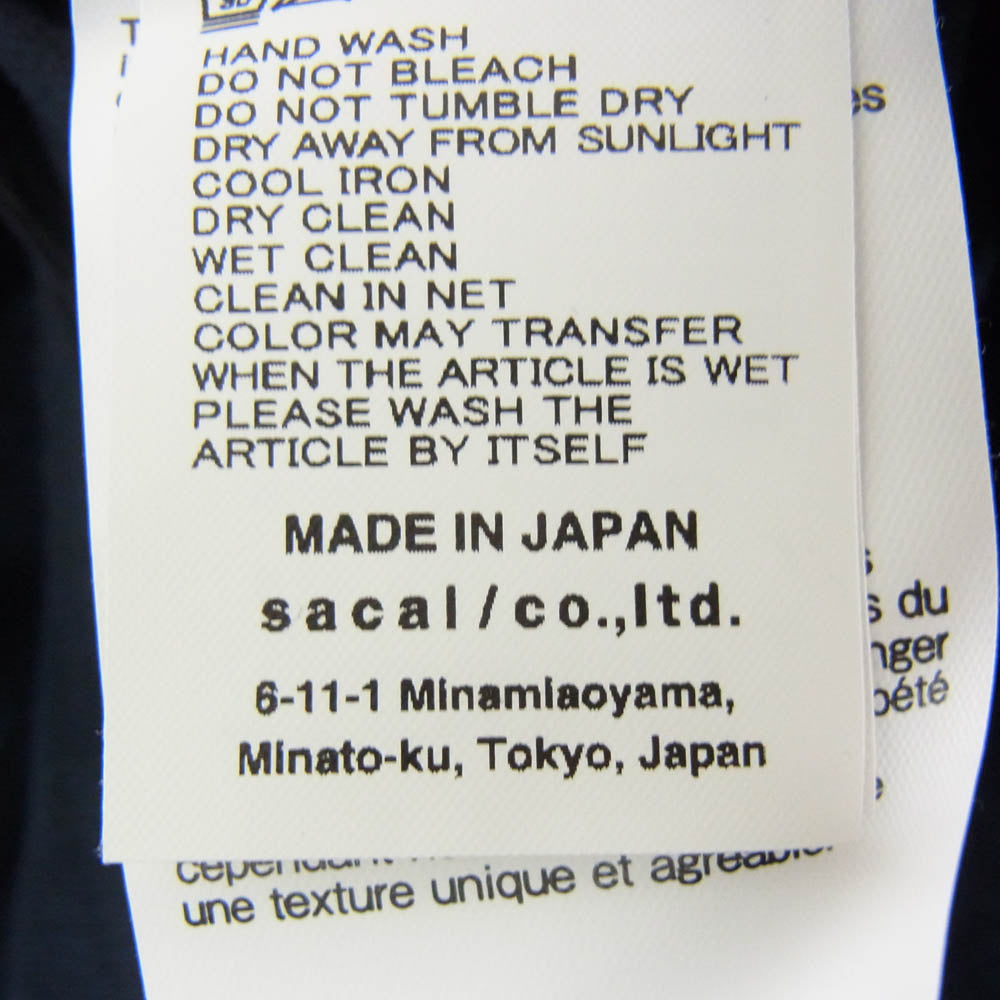 30
HAND WASH
DO NOT BLEACH
DO NOT TUMBLE DRY
DRY AWAY FROM SUNLIGHT
COOL IRON
DRY CLEAN
WET CLEAN
CLEAN IN NET
COLOR MAY TRANSFER
WHEN THE ARTICLE IS WET
PLEASE WASH THE
ARTICLE BY ITSELF
MADE IN JAPAN
sacai/co.,ltd.
6-11-1 Minamiaoyama,
Minato-ku, Tokyo, Japan
du
une texture unique et agréable.